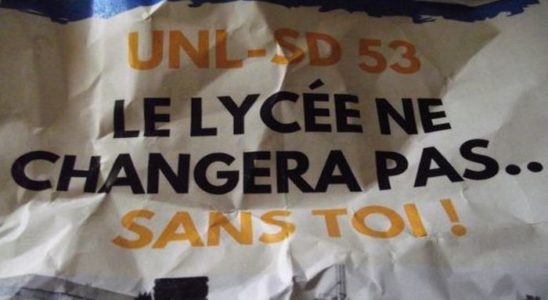 UNL-SD 53
LE LYCÉE NE
CHANGERA PAS..
SANS TOI !